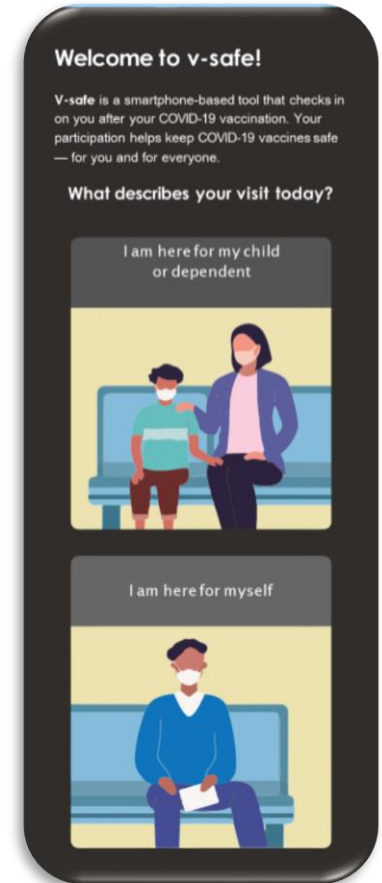 Welcome to v-safe!
V-safe is a smartphone-based tool that checks in
on you after your COVID-19 vaccination. Your
participation helps keep COVID-19 vaccines safe
— for you and for everyone.
What describes your visit today?
I am here for my child
or dependent
I am here for myself